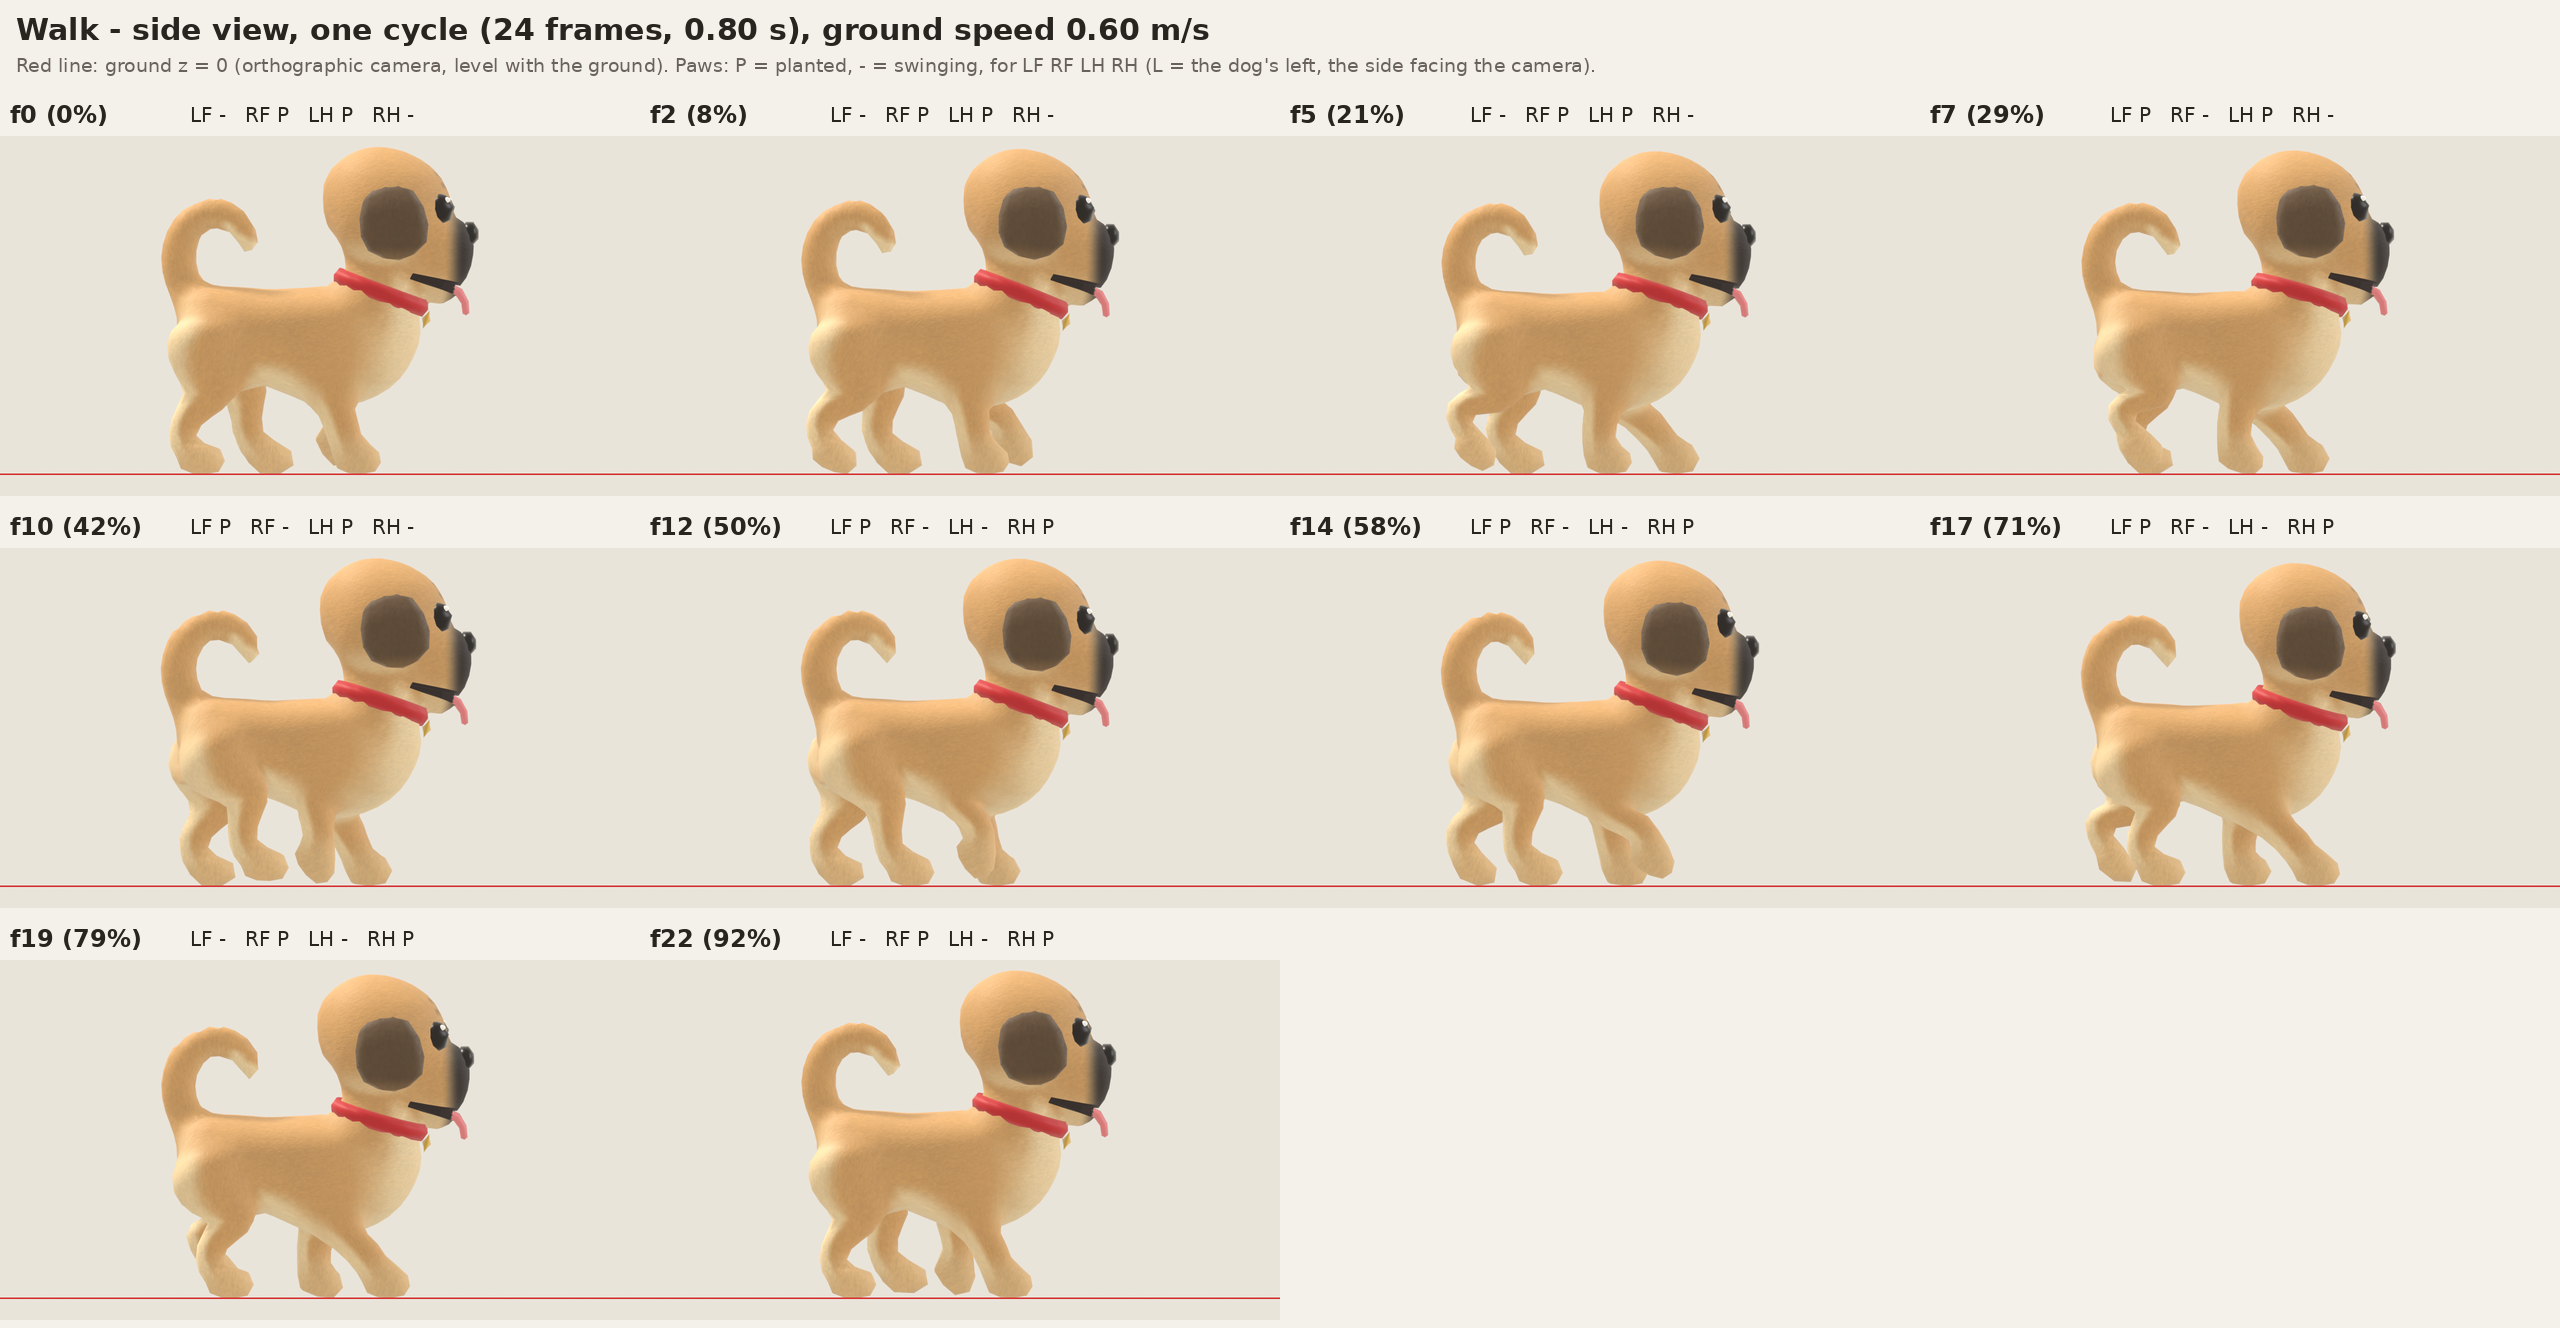 Walk - side view, one cycle (24 frames, 0.80 s), ground speed 0.60 m/s
Red line: ground z = 0 (orthographic camera, level with the ground). Paws: P = planted, - = swinging, for LF RF LH RH (L = the dog's left, the side facing the camera).
f0 (0%) LF - RF P LH P RH -
f2 (8%) LF - RF P LH P RH -
f5 (21%) LF - RF P LH P RH -
f7 (29%) LF P RF - LH P RH -
f10 (42%) LF P RF - LH P RH -
f12 (50%) LF P RF - LH - RH P
f14 (58%) LF P RF - LH - RH P
f17 (71%) LF P RF - LH - RH P
f19 (79%) LF - RF P LH - RH P
f22 (92%) LF - RF P LH - RH P